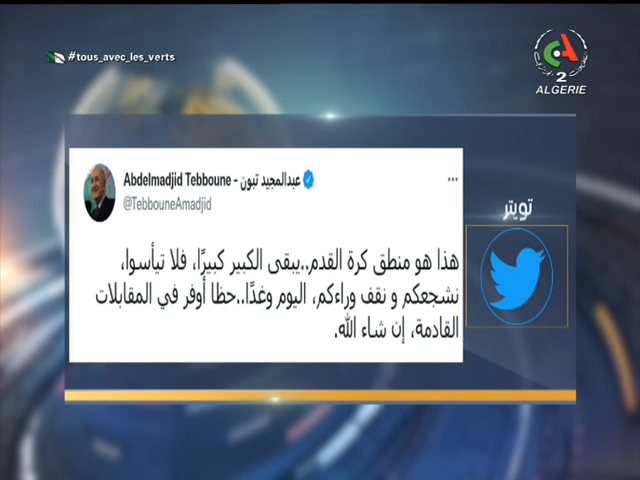 #tous_avec_les_verts
2
ALGERIE
Abdelmadjid Tebboune - عبدالمجيد تبون
@TebbouneAmadjid
تويتر
هذا هو منطق كرة القدم..يبقى الكبير كبيرًا، فلا تيأسوا،
نشجعكم و نقف وراءكم، اليوم وغدًا..حظا أوفر في المقابلات
القادمة، إن شاء الله.